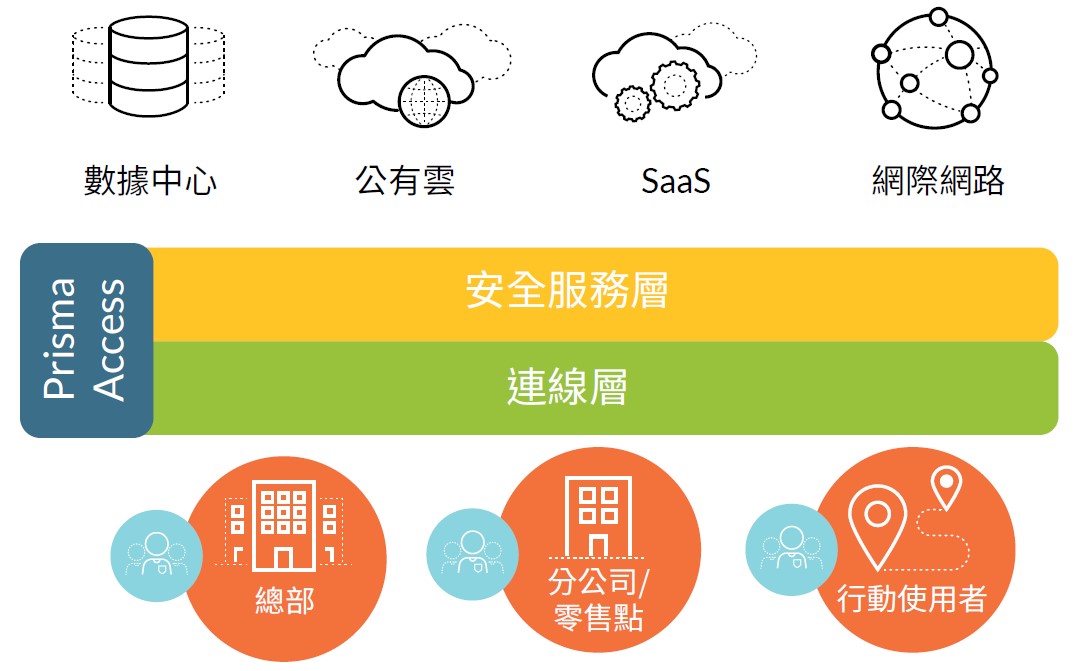 數據中心
公有雲
SaaS
網際網路
Prisma
Access
安全服務層
連線層
總部
分公司/
零售點
行動使用者